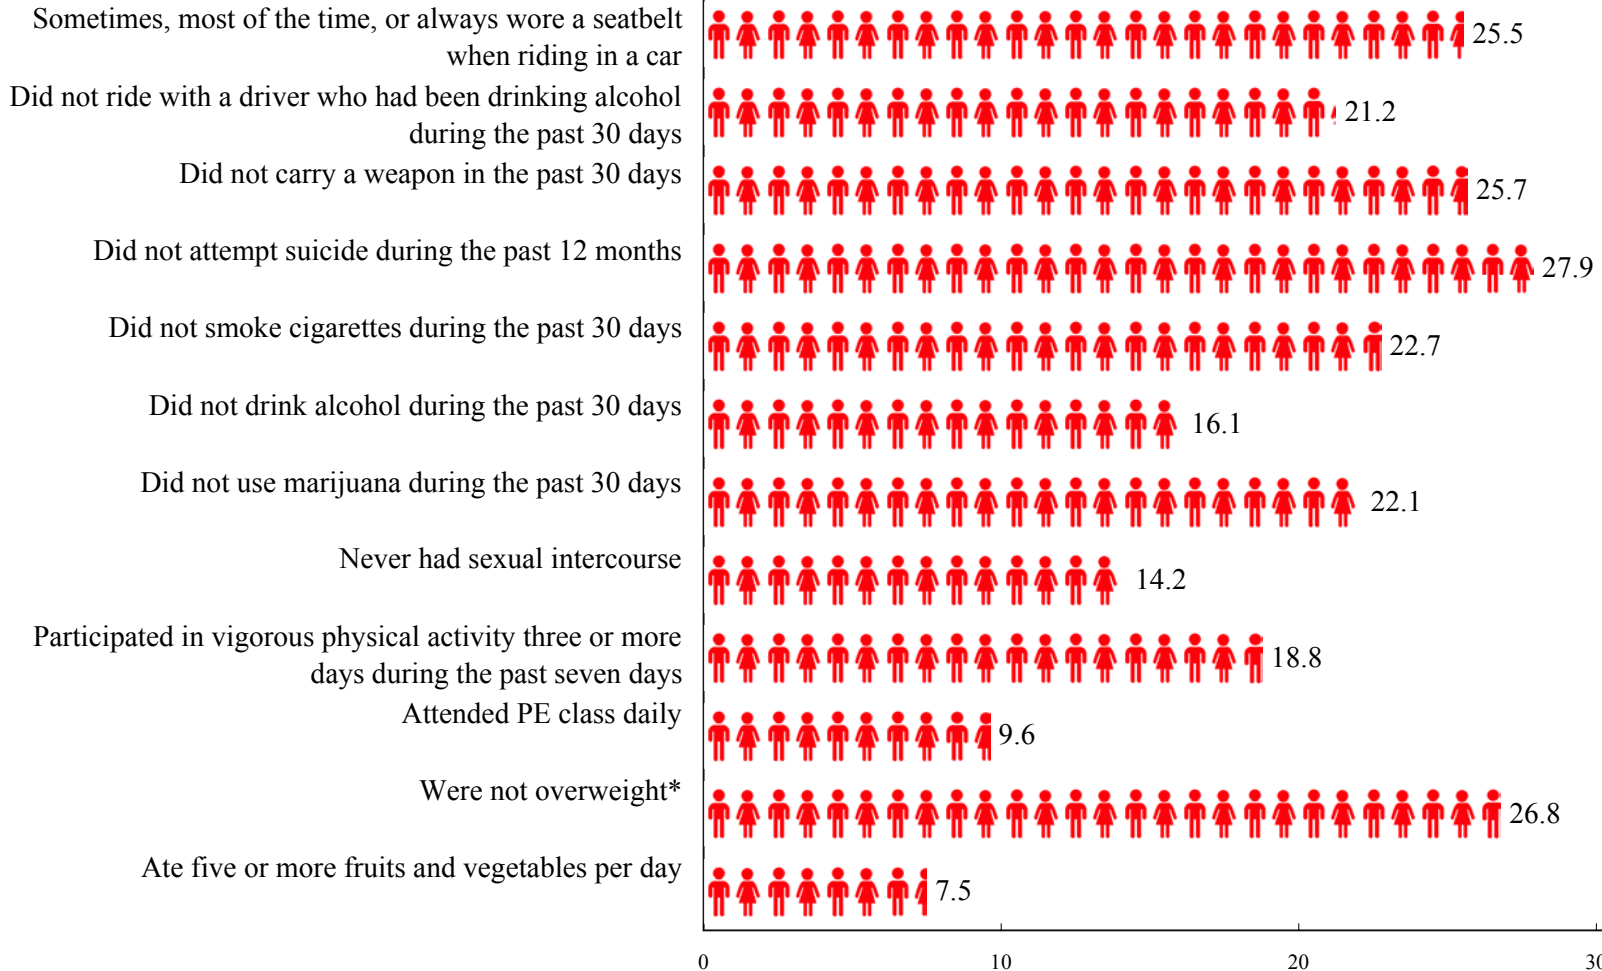 Sometimes, most of the time, or always wore a seatbelt
when riding in a car
25.5
Did not ride with a driver who had been drinking alcohol
during the past 30 days
21.2
Did not carry a weapon in the past 30 days
25.7
Did not attempt suicide during the past 12 months
27.9
Did not smoke cigarettes during the past 30 days
22.7
Did not drink alcohol during the past 30 days
16.1
Did not use marijuana during the past 30 days
22.1
Never had sexual intercourse
14.2
Participated in vigorous physical activity three or more
days during the past seven days
18.8
Attended PE class daily
9.6
Were not overweight*
26.8
Ate five or more fruits and vegetables per day
7.5
0 10 20 30